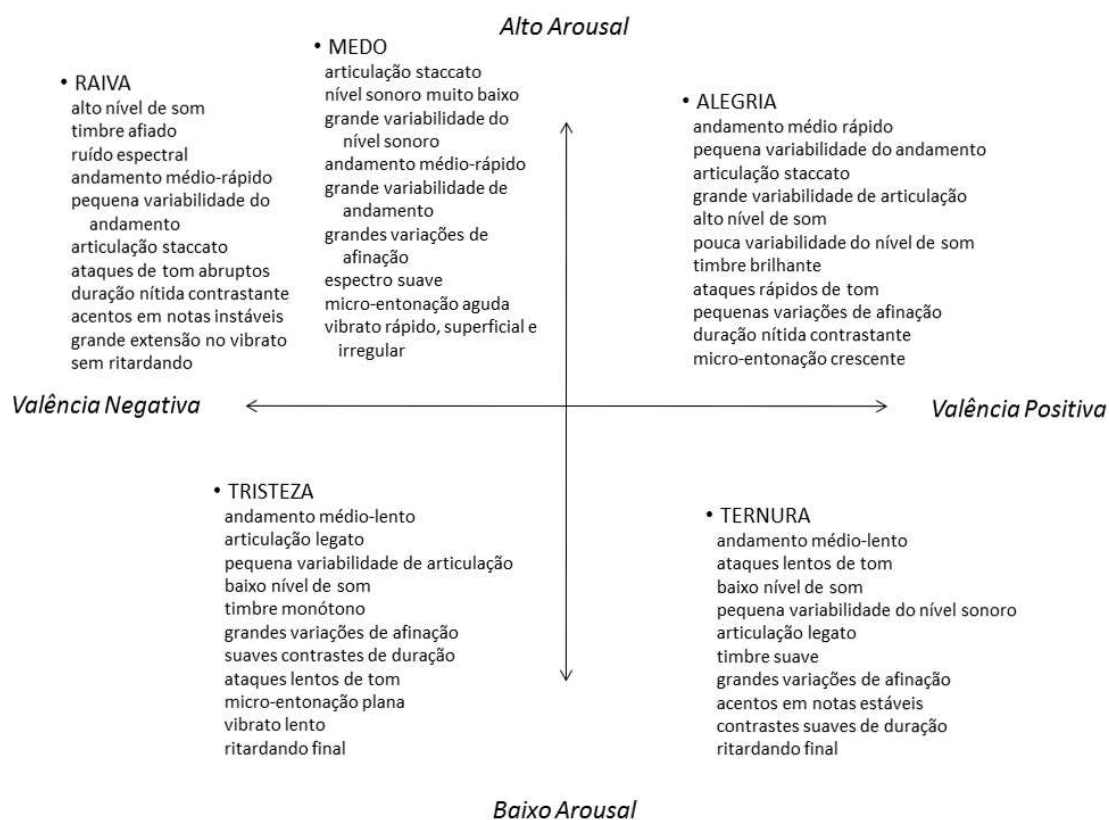 Alto Arousal
• RAIVA
alto nível de som
timbre afiado
ruído espectral
andamento médio-rápido
pequena variabilidade do
andamento
articulação staccato
ataques de tom abruptos
duração nítida contrastante
acentos em notas instáveis
grande extensão no vibrato
sem ritardando
• MEDO
articulação staccato
nível sonoro muito baixo
grande variabilidade do
nível sonoro
andamento médio-rápido
grande variabilidade de
andamento
grandes variações de
afinação
espectro suave
micro-entonação aguda
vibrato rápido, superficial e
irregular
• ALEGRIA
andamento médio rápido
pequena variabilidade do andamento
articulação staccato
grande variabilidade de articulação
alto nível de som
pouca variabilidade do nível de som
timbre brilhante
ataques rápidos de tom
pequenas variações de afinação
duração nítida contrastante
micro-entonação crescente
Valência Negativa
Valência Positiva
• TRISTEZA
andamento médio-lento
articulação legato
pequena variabilidade de articulação
baixo nível de som
timbre monótono
grandes variações de afinação
suaves contrastes de duração
ataques lentos de tom
micro-entonação plana
vibrato lento
ritardando final
• TERNURA
andamento médio-lento
ataques lentos de tom
baixo nível de som
pequena variabilidade do nível sonoro
articulação legato
timbre suave
grandes variações de afinação
acentos em notas estáveis
contrastes suaves de duração
ritardando final
Baixo Arousal